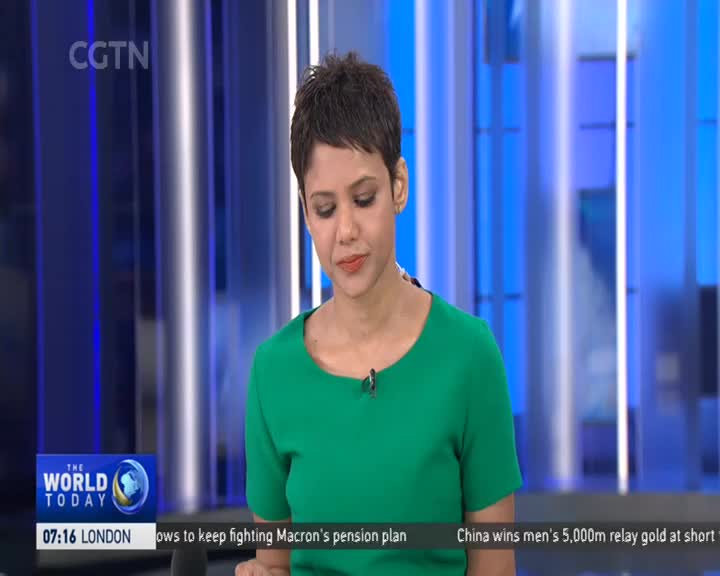 CGTN
THE
WORLD
TODAY
07:16 LONDON
ows to keep fighting Macron's pension plan China wins men's 5,000m relay gold at short